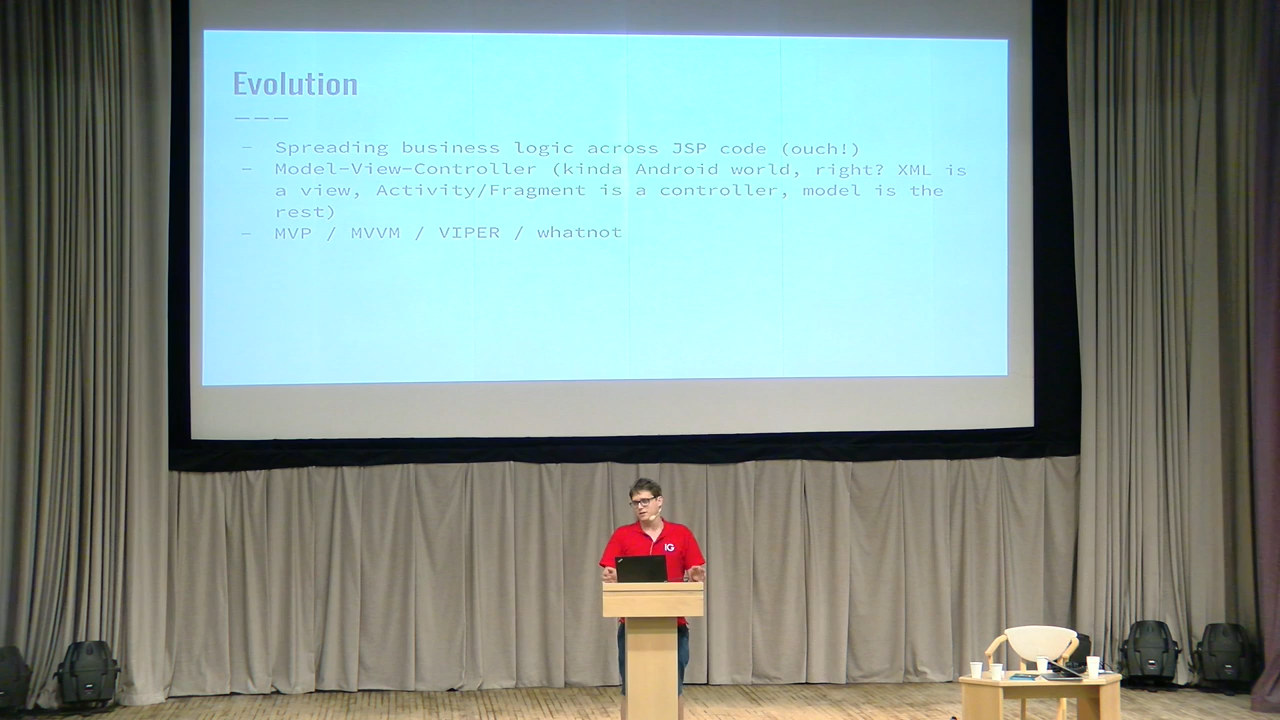 Evolution
– Spreading business logic across JSP code (ouch!)
– Model-View-Controller (kinda Android world, right? XML is
a view, Activity/Fragment is a controller, model is the
rest)
– MVP / MVVM / VIPER / whatnot
IG